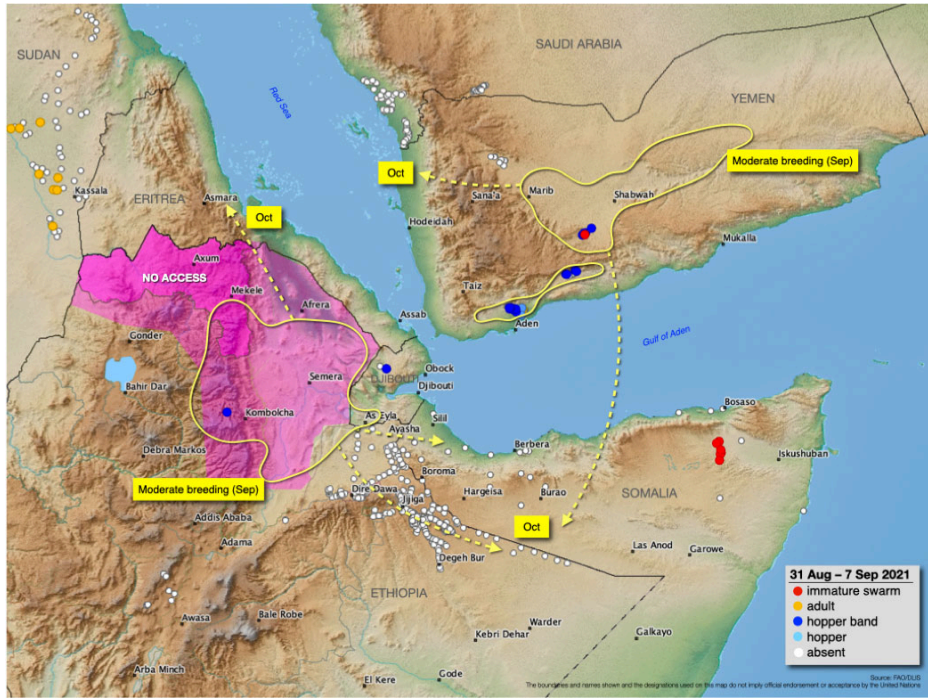 SUDAN
SAUDI ARABIA
Red Sea
YEMEN
Moderate breeding (Sep)
Oct
Kassala
ERITREA
Asmara
Sana'a
Marib
Shabwah
Oct
Hodeidah
Mukalla
Axum
NO ACCESS
Mekele
Taiz
Afrera
Assab
Aden
Gulf of Aden
Gonder
Semera
DJIBOUTI
Obock
Bahir Dar
Djibouti
Kombolcha
As Eyla
Silil
Bosaso
Ayasha
Debra Markos
Berbera
Iskushuban
Boroma
Moderate breeding (Sep)
Dire Dawa
Jijiga
Hargeisa
Burao
SOMALIA
Addis Ababa
Oct
Adama
Las Anod
Garowe
Degeh Bur
31 Aug – 7 Sep 2021
immature swarm
adult
hopper band
hopper
absent
ETHIOPIA
Awasa
Bale Robe
Warder
Kebri Dehar
Galkayo
Arba Minch
El Kere
Gode
Source: FAO/DLIS
The boundaries and names shown and the designations used on this map do not imply official endorsement or acceptance by the United Nations